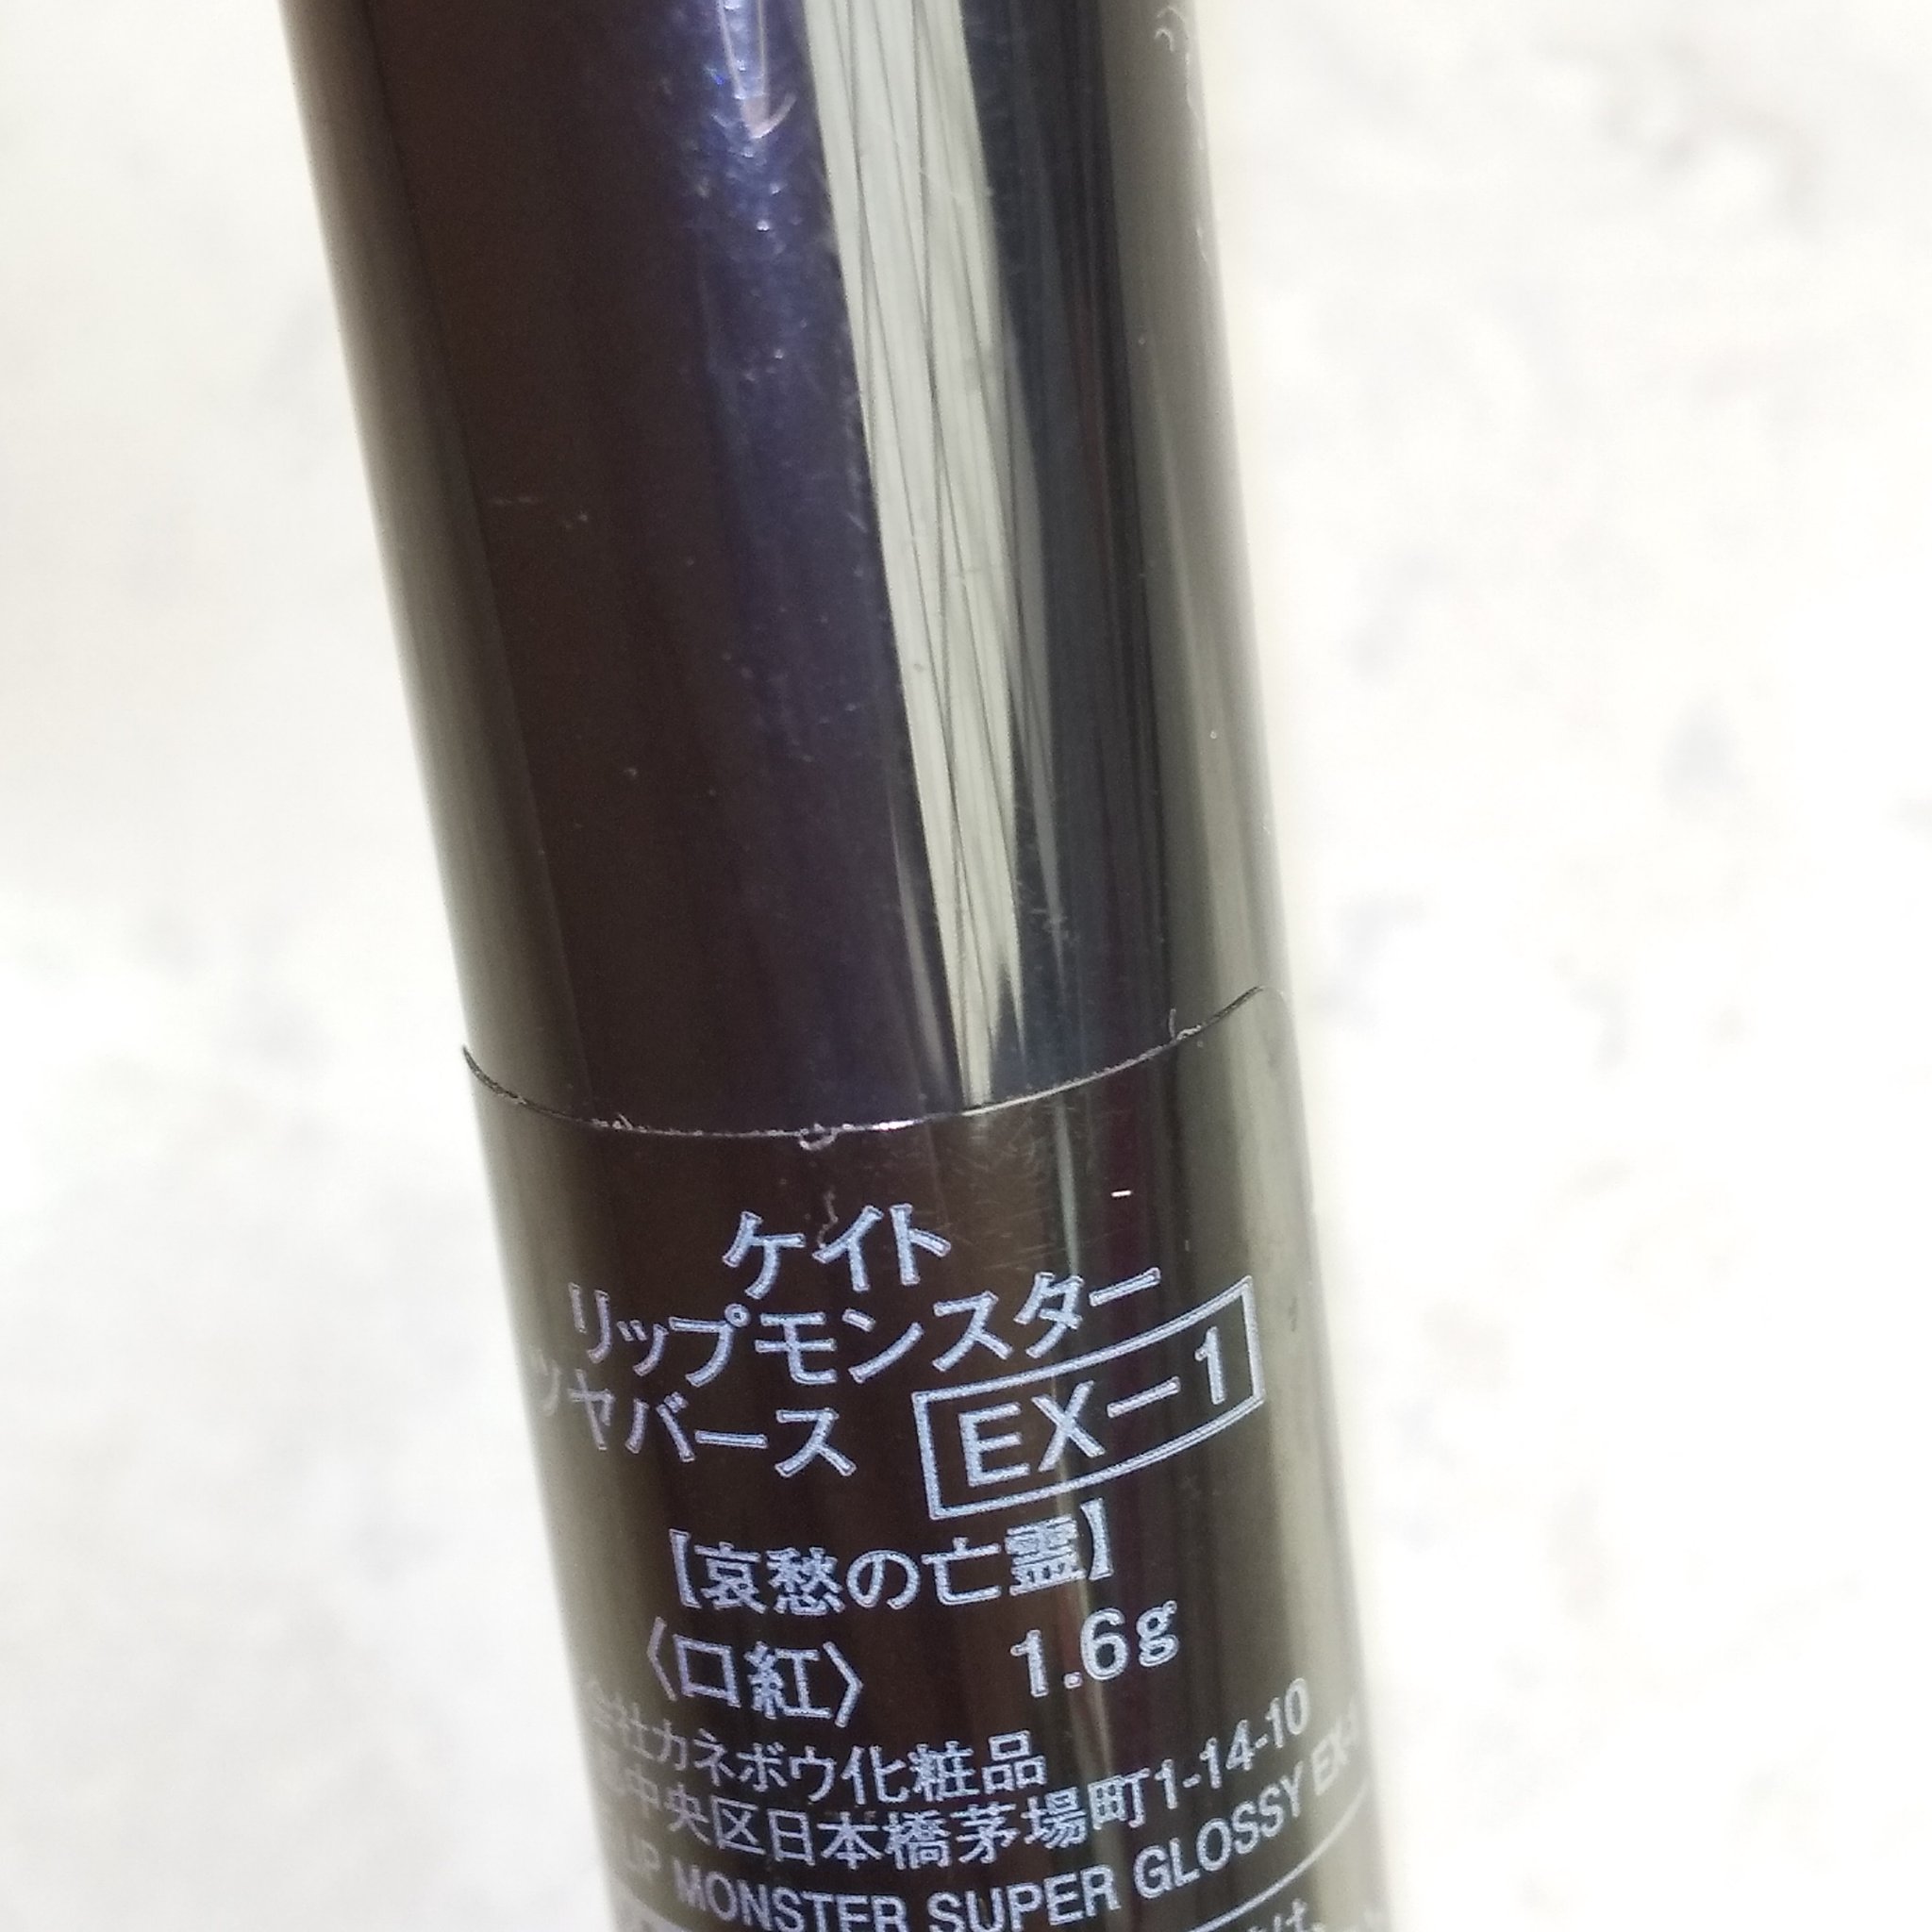 ケイト
リップモンスター
ツヤバース EX-1
【哀愁の亡霊】
〈口紅〉 1.6g
会社カネボウ化粧品
中央区日本橋茅場町1-14-10
LIP MONSTER SUPER GLOSSY EX-1